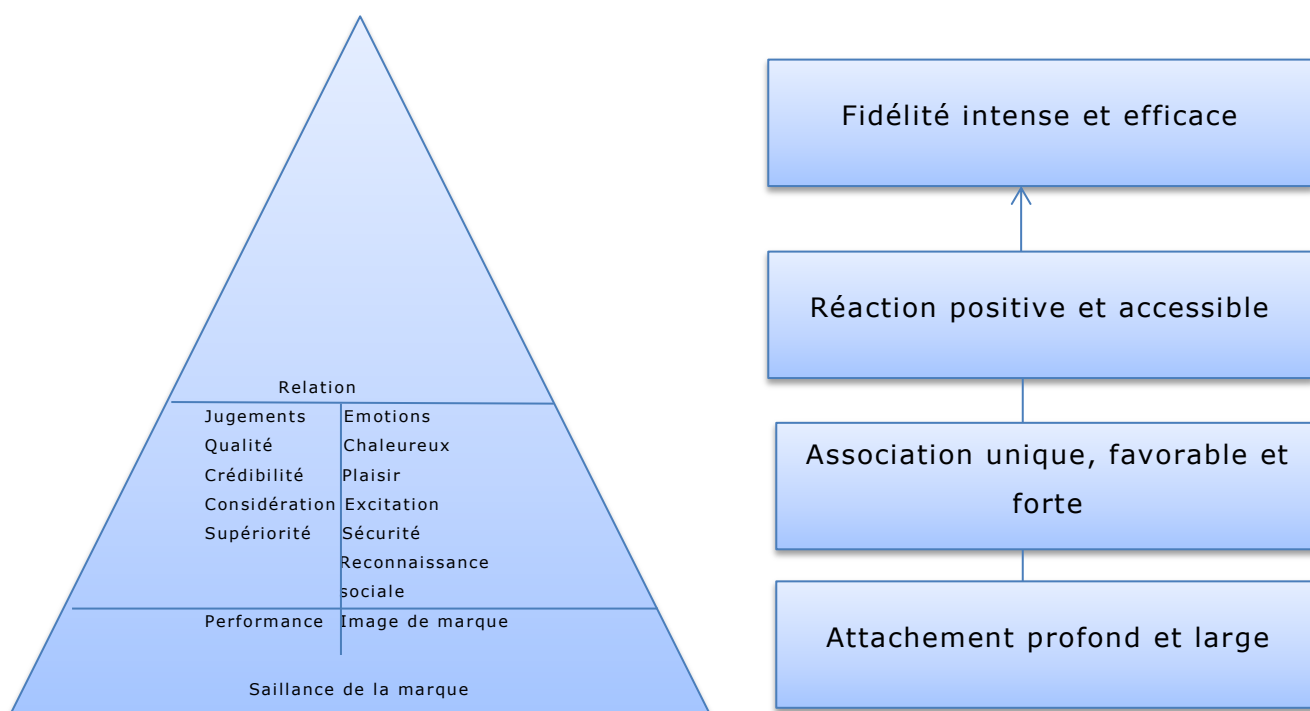 Relation
Jugements Emotions
Qualité Chaleureux
Crédibilité Plaisir
Considération Excitation
Supériorité Sécurité
Reconnaissance
sociale
Performance Image de marque
Saillance de la marque
Fidélité intense et efficace
Réaction positive et accessible
Association unique, favorable et
forte
Attachement profond et large